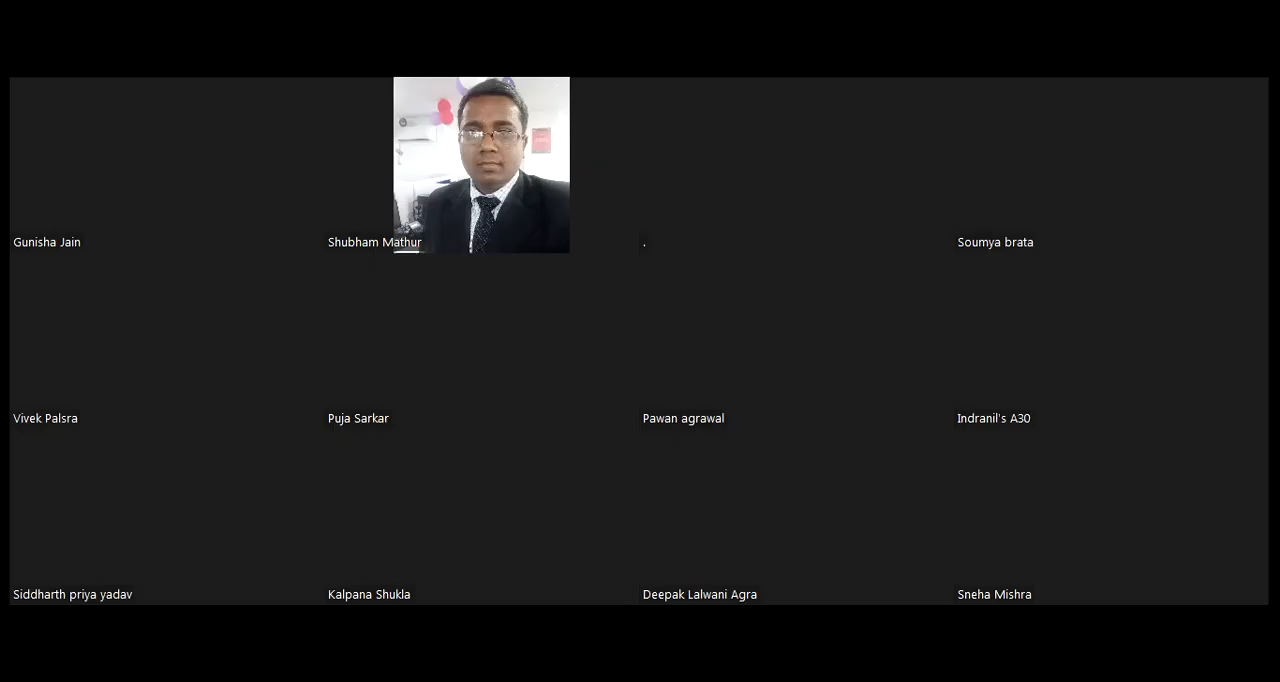 Gunisha Jain
Shubham Mathur
.
Soumya brata
Vivek Palsra
Puja Sarkar
Pawan agrawal
Indranil's A30
Siddharth priya yadav
Kalpana Shukla
Deepak Lalwani Agra
Sneha Mishra